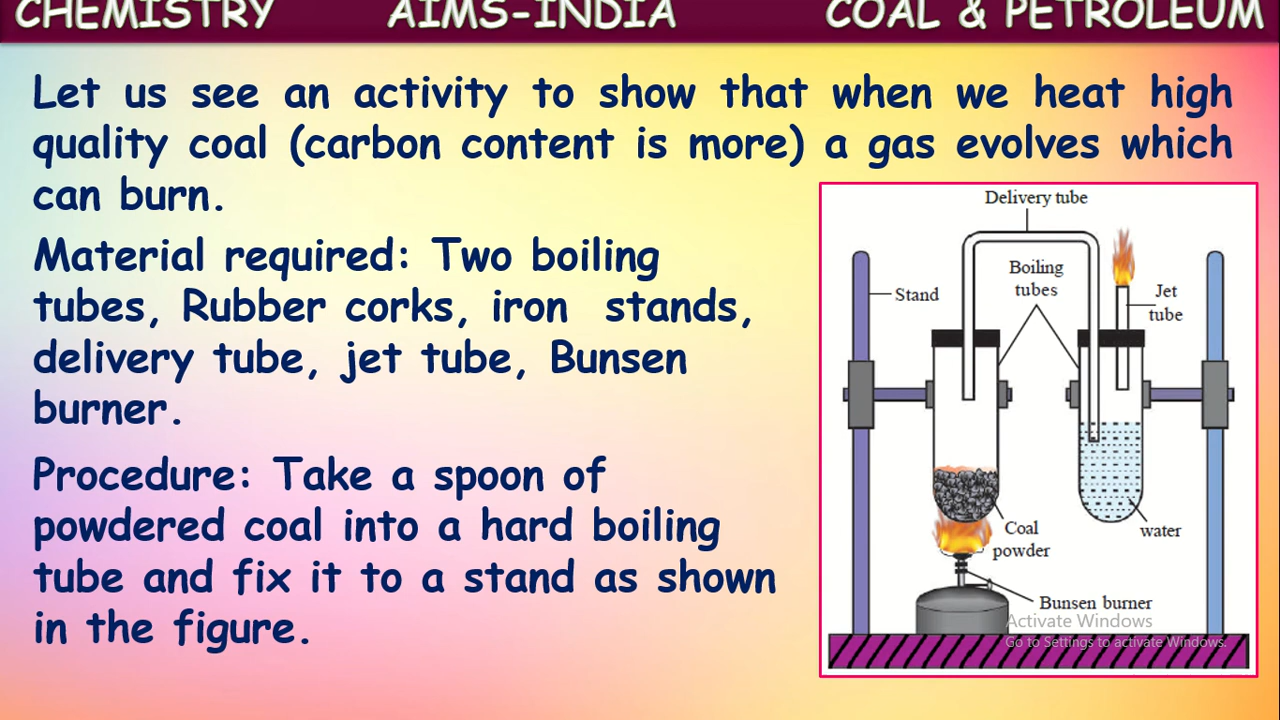 CHEMISTRY AIMS-INDIA COAL & PETROLEUM
Let us see an activity to show that when we heat high
quality coal (carbon content is more) a gas evolves which
can burn.
Material required: Two boiling
tubes, Rubber corks, iron stands,
delivery tube, jet tube, Bunsen
burner.
Procedure: Take a spoon of
powdered coal into a hard boiling
tube and fix it to a stand as shown
in the figure.
Delivery tube
Boiling
tubes
Stand
Jet
tube
Coal
powder
water
Bunsen burner
Activate Windows
Go to Settings to activate Windows.